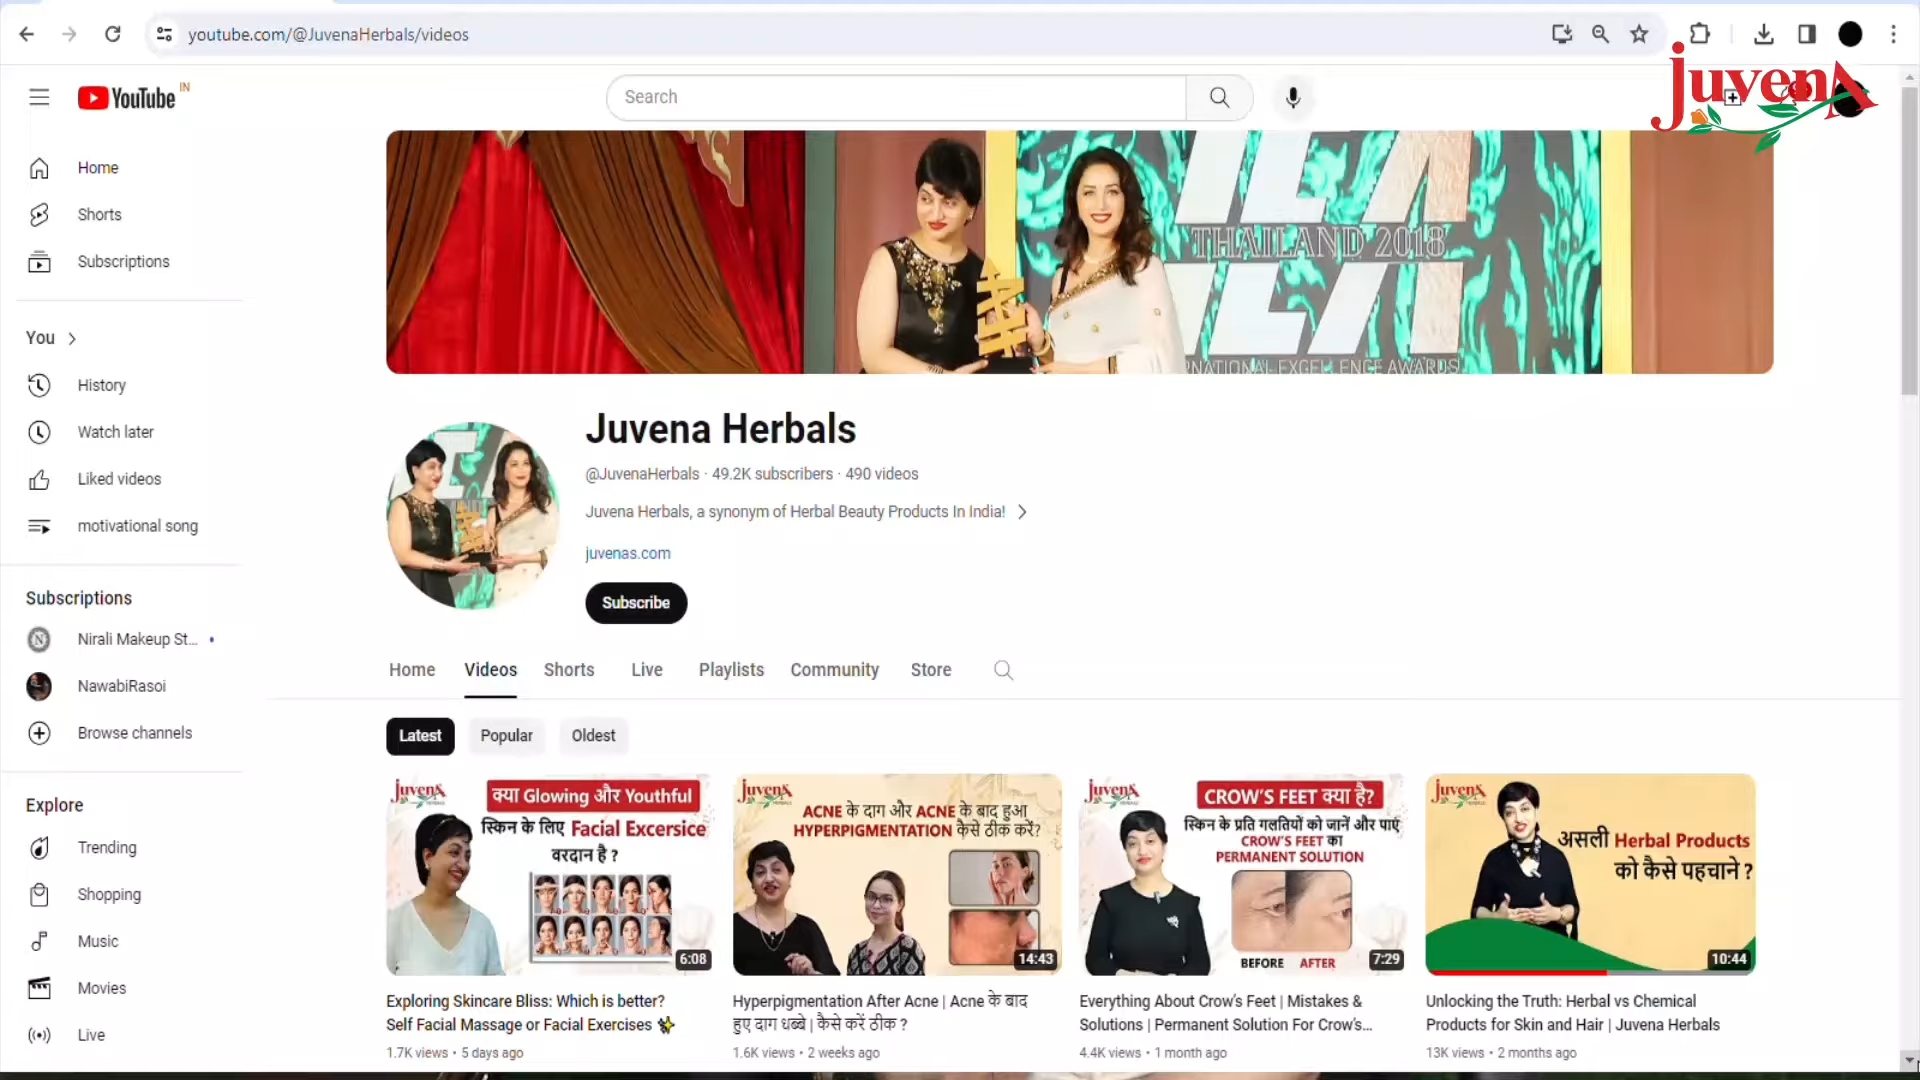 youtube.com/@JuvenaHerbals/videos
YouTube IN
Search
JuvenA
Home
Shorts
Subscriptions
You
History
Watch later
Liked videos
motivational song
Subscriptions
Nirali Makeup St...
NawabiRasoi
Browse channels
Explore
Trending
Shopping
Music
Movies
Live
THAILAND 2018
RNATIONAL EXCELLENCE AWARDS
Juvena Herbals
@JuvenaHerbals · 49.2K subscribers · 490 videos
Juvena Herbals, a synonym of Herbal Beauty Products In India!
juvenas.com
Subscribe
Home Videos Shorts Live Playlists Community Store
Latest Popular Oldest
JuvenA
क्या Glowing और Youthful
स्किन के लिए Facial Excersice
वरदान है ?
6:08
Exploring Skincare Bliss: Which is better?
Self Facial Massage or Facial Exercises ✨
1.7K views • 5 days ago
JuvenA
ACNE के दाग और ACNE के बाद हुआ
HYPERPIGMENTATION कैसे ठीक करें?
14:43
Hyperpigmentation After Acne | Acne के बाद
हुए दाग धब्बे | कैसे करें ठीक ?
1.6K views • 2 weeks ago
JuvenA
CROW'S FEET क्या है?
स्किन के प्रति गलतियों को जानें और पाएं
CROW'S FEET का
PERMANENT SOLUTION
BEFORE AFTER
7:29
Everything About Crow's Feet | Mistakes &
Solutions | Permanent Solution For Crow's...
4.4K views • 1 month ago
JuvenA
असली Herbal Products
को कैसे पहचाने ?
10:44
Unlocking the Truth: Herbal vs Chemical
Products for Skin and Hair | Juvena Herbals
13K views • 2 months ago